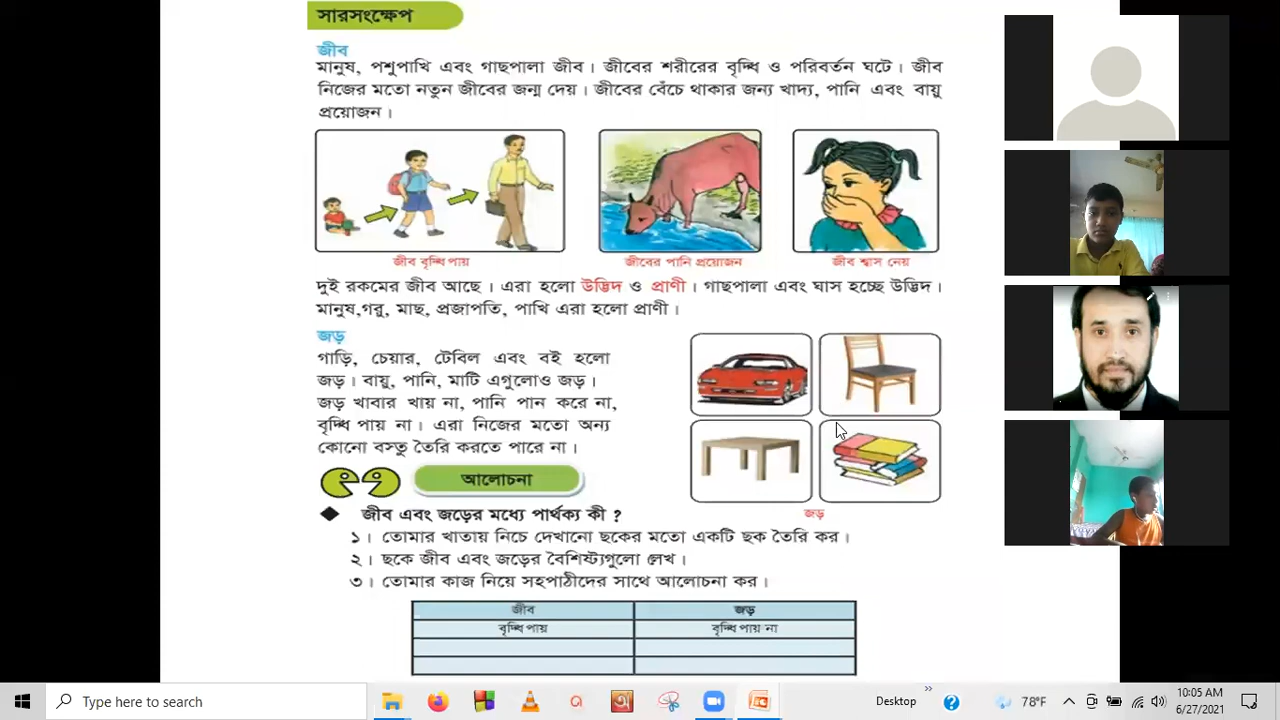 সারসংক্ষেপ
জীব
মানুষ, পশুপাখি এবং গাছপালা জীব। জীবের শরীরের বৃদ্ধি ও পরিবর্তন ঘটে। জীব
নিজের মতো নতুন জীবের জন্ম দেয়। জীবের বেঁচে থাকার জন্য খাদ্য, পানি এবং বায়ু
প্রয়োজন।
জীব বৃদ্ধি পায়
জীবের পানি প্রয়োজন
জীব শ্বাস নেয়
দুই রকমের জীব আছে। এরা হলো উদ্ভিদ ও প্রাণী। গাছপালা এবং ঘাস হচ্ছে উদ্ভিদ।
মানুষ,গরু, মাছ, প্রজাপতি, পাখি এরা হলো প্রাণী।
জড়
গাড়ি, চেয়ার, টেবিল এবং বই হলো
জড়। বায়ু, পানি, মাটি এগুলোও জড়।
জড় খাবার খায় না, পানি পান করে না,
বৃদ্ধি পায় না। এরা নিজের মতো অন্য
কোনো বস্তু তৈরি করতে পারে না।
জড়
আলোচনা
◆ জীব এবং জড়ের মধ্যে পার্থক্য কী ?
১। তোমার খাতায় নিচে দেখানো ছকের মতো একটি ছক তৈরি কর।
২। ছকে জীব এবং জড়ের বৈশিষ্ট্যগুলো লেখ।
৩। তোমার কাজ নিয়ে সহপাঠীদের সাথে আলোচনা কর।
জীব জড়
বৃদ্ধি পায় বৃদ্ধি পায় না
Type here to search
অ
Desktop
»
78°F
10:05 AM
6/27/2021